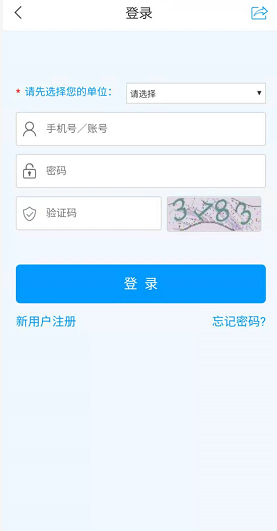 登录
* 请先选择您的单位： 请选择
手机号／账号
密码
验证码 3783
登 录
新用户注册 忘记密码?